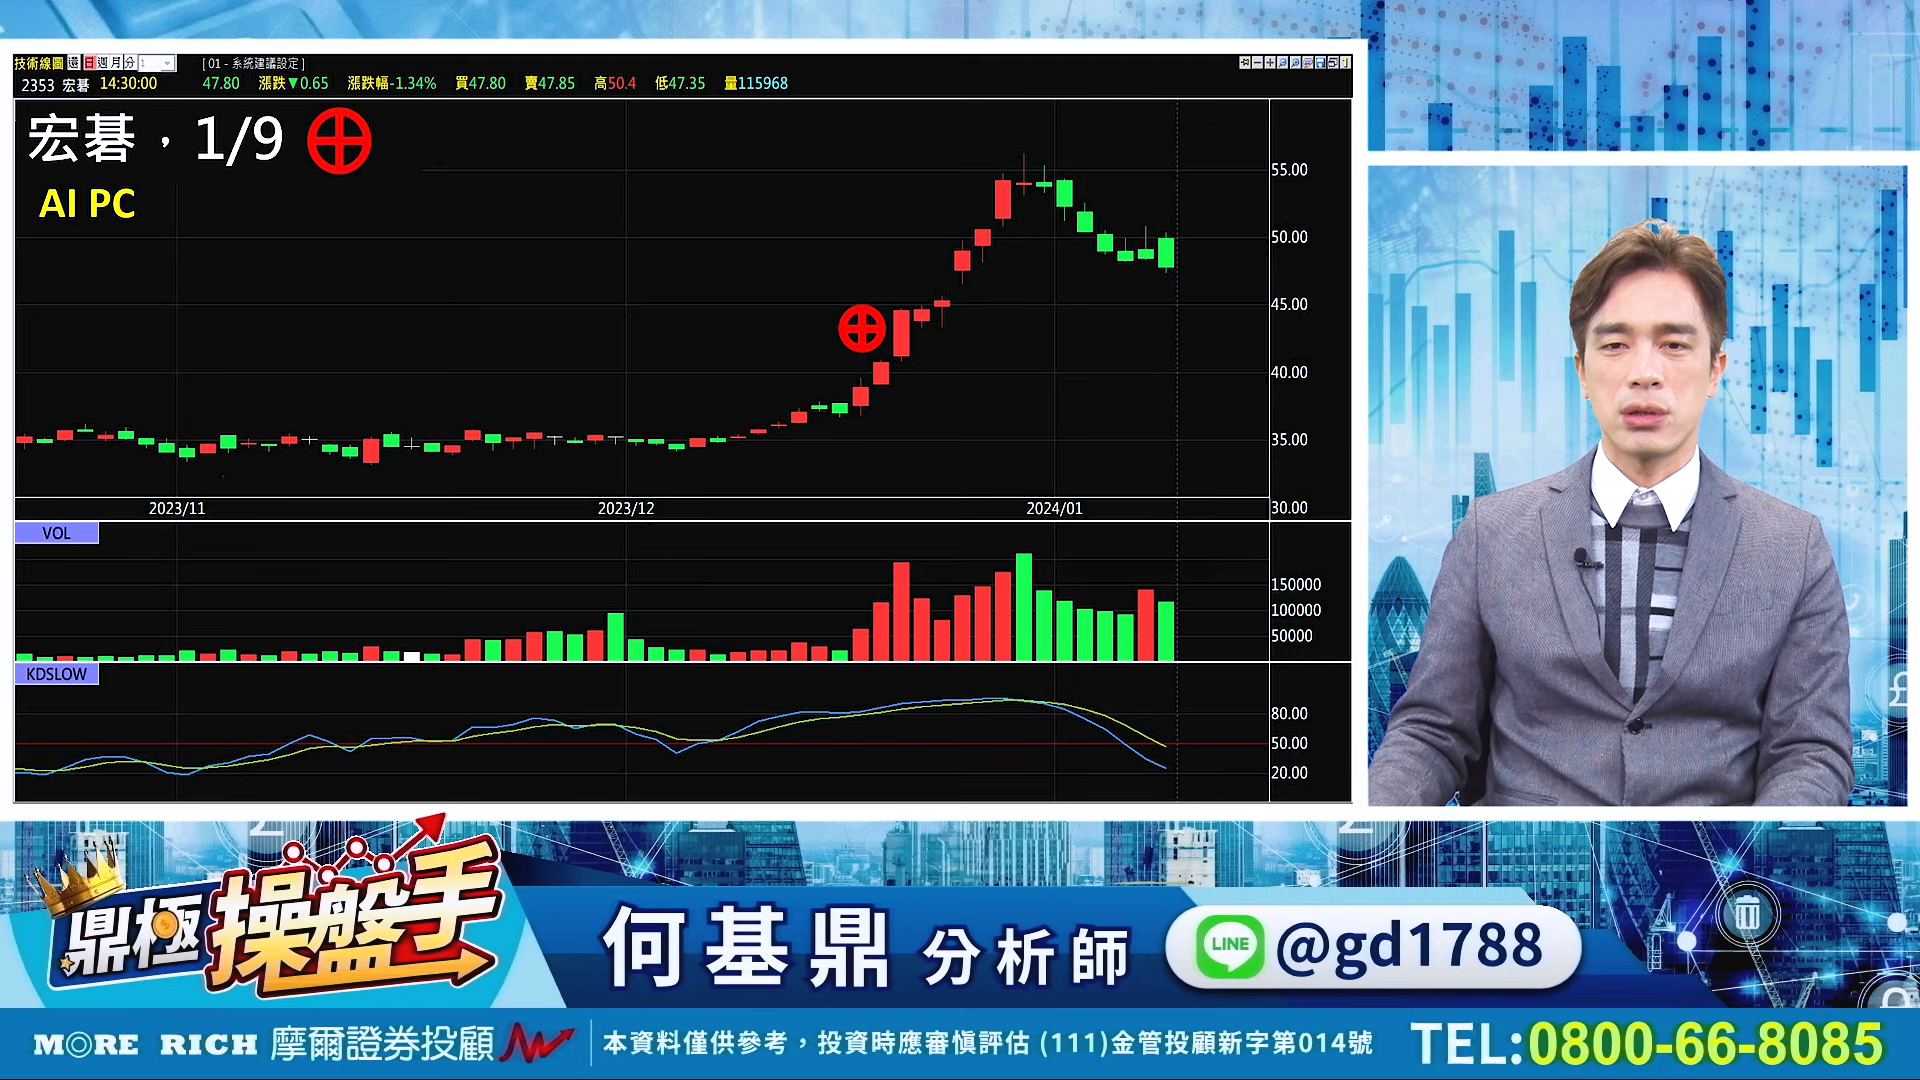 技術線圖 還 日 週 月 分 1 [ 01 - 系統建議設定 ]
2353 宏碁 14:30:00 47.80 漲跌▼0.65 漲跌幅-1.34% 買47.80 賣47.85 高50.4 低47.35 量115968
宏碁，1/9
AI PC
55.00
50.00
45.00
40.00
35.00
30.00
2023/11 2023/12 2024/01
VOL
150000
100000
50000
KDSLOW
80.00
50.00
20.00
鼎極操盤手
何基鼎 分析師
LINE @gd1788
MORE RICH 摩爾證券投顧
本資料僅供參考，投資時應審慎評估 (111)金管投顧新字第014號
TEL:0800-66-8085